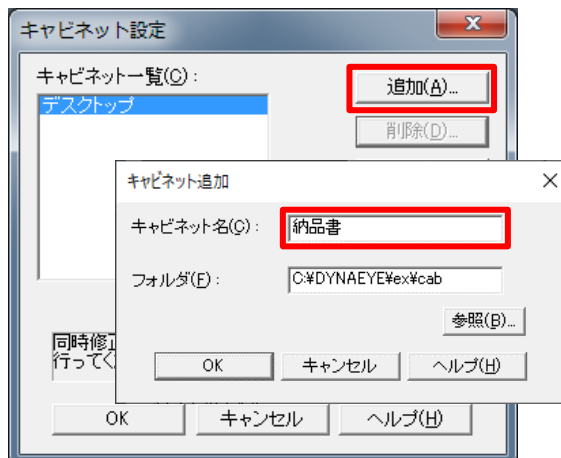 キャビネット設定
キャビネット一覧(C):
追加(A)...
デスクトップ
削除(D)...
キャビネット追加
キャビネット名(C):
納品書
フォルダ(F):
C:¥DYNAEYE¥ex¥cab
参照(B)...
同時修正
行ってく
OK
キャンセル
ヘルプ(H)
OK
キャンセル
ヘルプ(H)